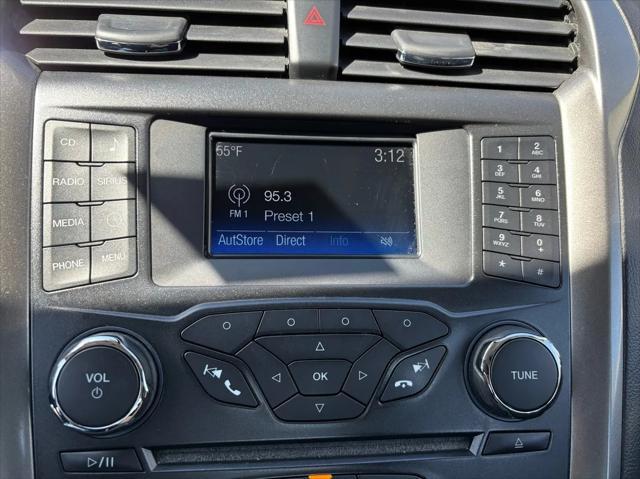 CD
RADIO SIRIUS
MEDIA
PHONE MENU
55°F 3:12
95.3
FM 1 Preset 1
AutStore Direct Info
1 2 ABC
3 DEF 4 GHI
5 JKL 6 MNO
7 PQRS 8 TUV
9 WXYZ 0 +
* #
VOL
OK
TUNE